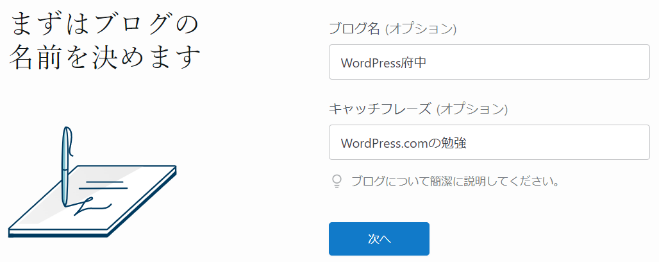 まずはブログの
名前を決めます
ブログ名 (オプション)
WordPress府中
キャッチフレーズ (オプション)
WordPress.comの勉強
ブログについて簡潔に説明してください。
次へ